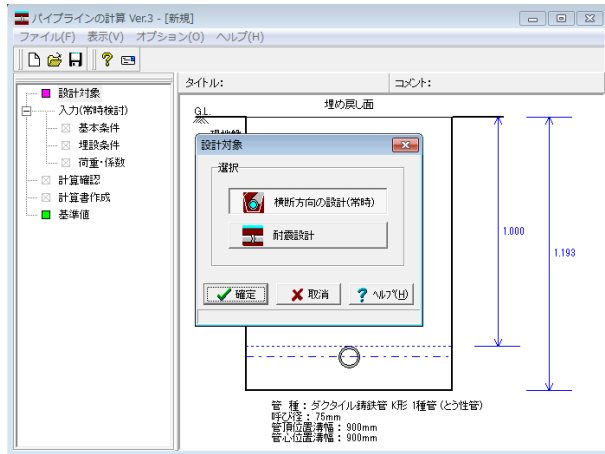 パイプラインの計算 Ver.3 - [新規]
ファイル(F) 表示(V) オプション(O) ヘルプ(H)
タイトル: コメント:
設計対象
入力(常時検討)
基本条件
埋設条件
荷重・係数
計算確認
計算書作成
基準値
埋め戻し面
G.L.
設計対象
選択
横断方向の設計(常時)
耐震設計
確定 取消 ヘルプ(H)
1.000
1.193
管 種 : ダクタイル鋳鉄管 K形 1種管 (とう性管)
呼び径 : 75mm
管頂位置溝幅 : 900mm
管心位置溝幅 : 900mm